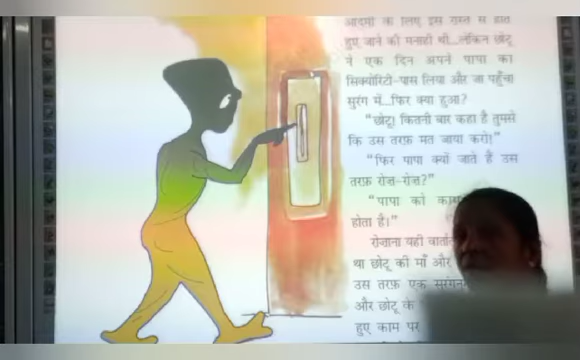 आदमी के लिए इस रास्ते से होते
हुए जाने की मनाही थी...लेकिन छोटू
ने एक दिन अपने पापा का
सिक्योरिटी-पास लिया और जा पहुँचा
सुरंग में...फिर क्या हुआ?
"छोटू! कितनी बार कहा है तुमसे
कि उस तरफ़ मत जाया करो!"
"फिर पापा क्यों जाते हैं उस
तरफ़ रोज़-रोज़?"
"पापा को काम
होता है।"
रोज़ाना यही
था छोटू की माँ और
उस तरफ़ एक
और छोटू के
हुए काम पर